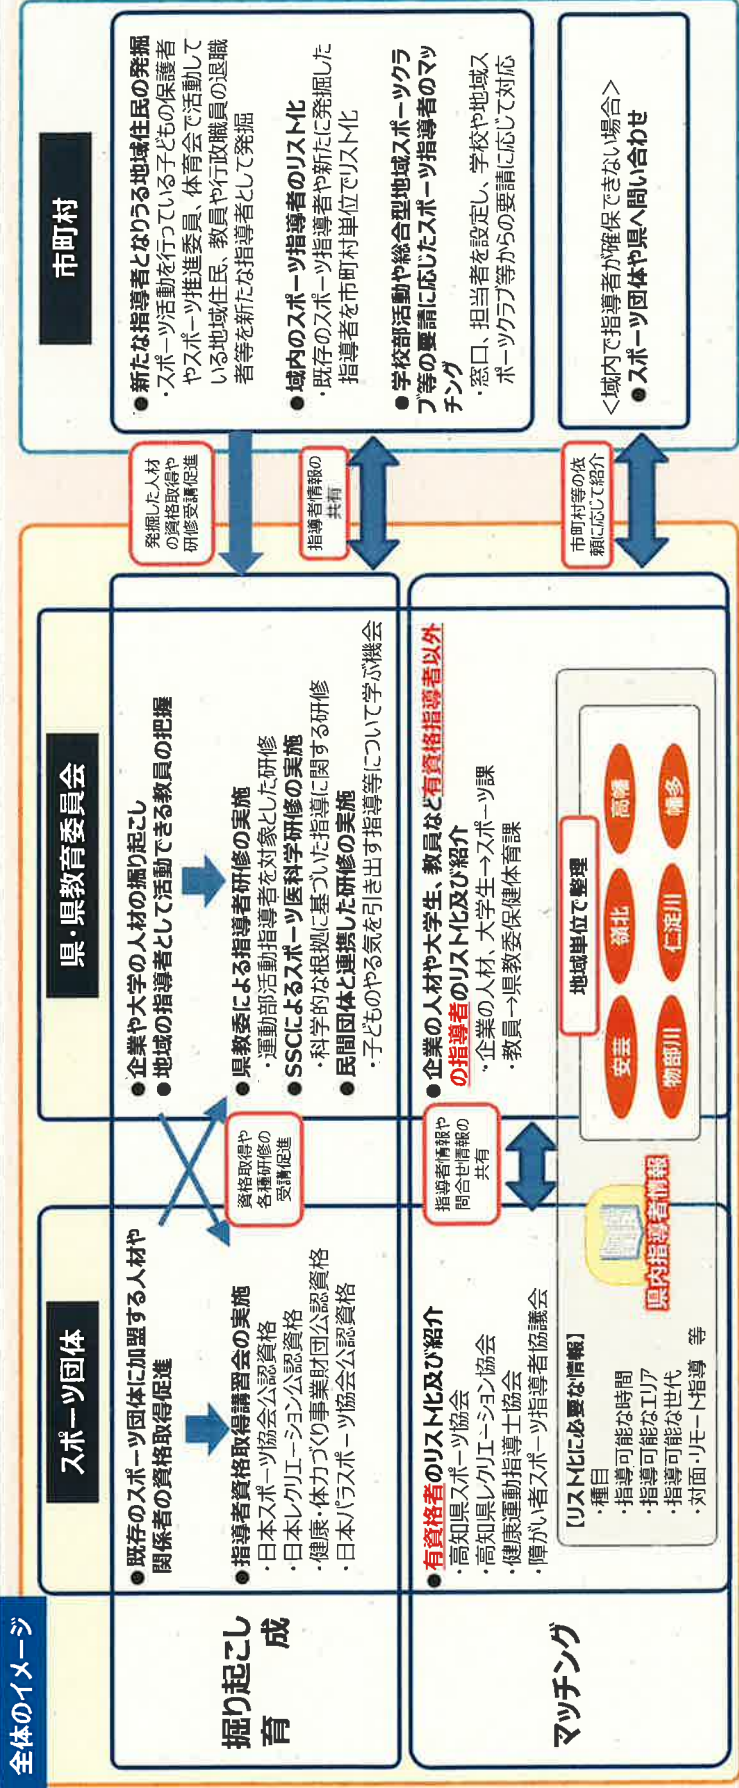 全体のイメージ
スポーツ団体
県・県教育委員会
市町村
掘り起こし
育　成
●既存のスポーツ団体に加盟する人材や
関係者の資格取得促進
●指導者資格取得講習会の実施
・日本スポーツ協会公認資格
・日本レクリエーション公認資格
・健康・体力づくり事業財団公認資格
・日本パラスポーツ協会公認資格
資格取得や
各種研修の
受講促進
●企業や大学の人材の掘り起こし
●地域の指導者として活動できる教員の把握
●県教委による指導者研修の実施
・運動部活動指導者を対象とした研修
●SSCによるスポーツ医科学研修の実施
・科学的な根拠に基づいた指導に関する研修
●民間団体と連携した研修の実施
・子どものやる気を引き出す指導等について学ぶ機会
発掘した人材
の資格取得や
研修受講促進
指導者情報の
共有
●新たな指導者となりうる地域住民の発掘
・スポーツ活動を行っている子どもの保護者
やスポーツ推進委員、体育会で活動して
いる地域住民、教員や行政職員の退職
者等を新たな指導者として発掘
●域内のスポーツ指導者のリスト化
・既存のスポーツ指導者や新たに発掘した
指導者を市町村単位でリスト化
●学校部活動や総合型地域スポーツクラ
ブ等の要請に応じたスポーツ指導者のマッ
チング
・窓口、担当者を設定し、学校や地域ス
ポーツクラブ等からの要請に応じて対応
マッチング
●有資格者のリスト化及び紹介
・高知県スポーツ協会
・高知県レクリエーション協会
・健康運動指導士協会
・障がい者スポーツ指導者協議会
指導者情報や
問合せ情報の
共有
●企業の人材や大学生、教員など有資格指導者以外
の指導者のリスト化及び紹介
・企業の人材、大学生→スポーツ課
・教員→県教委保健体育課
市町村等の依
頼に応じて紹介
＜域内で指導者が確保できない場合＞
●スポーツ団体や県へ問い合わせ
【リスト化に必要な情報】
・種目
・指導可能な時間
・指導可能なエリア
・指導可能な世代
・対面・リモート指導　等
県内指導者情報
地域単位で整理
安芸
嶺北
高幡
物部川
仁淀川
幡多